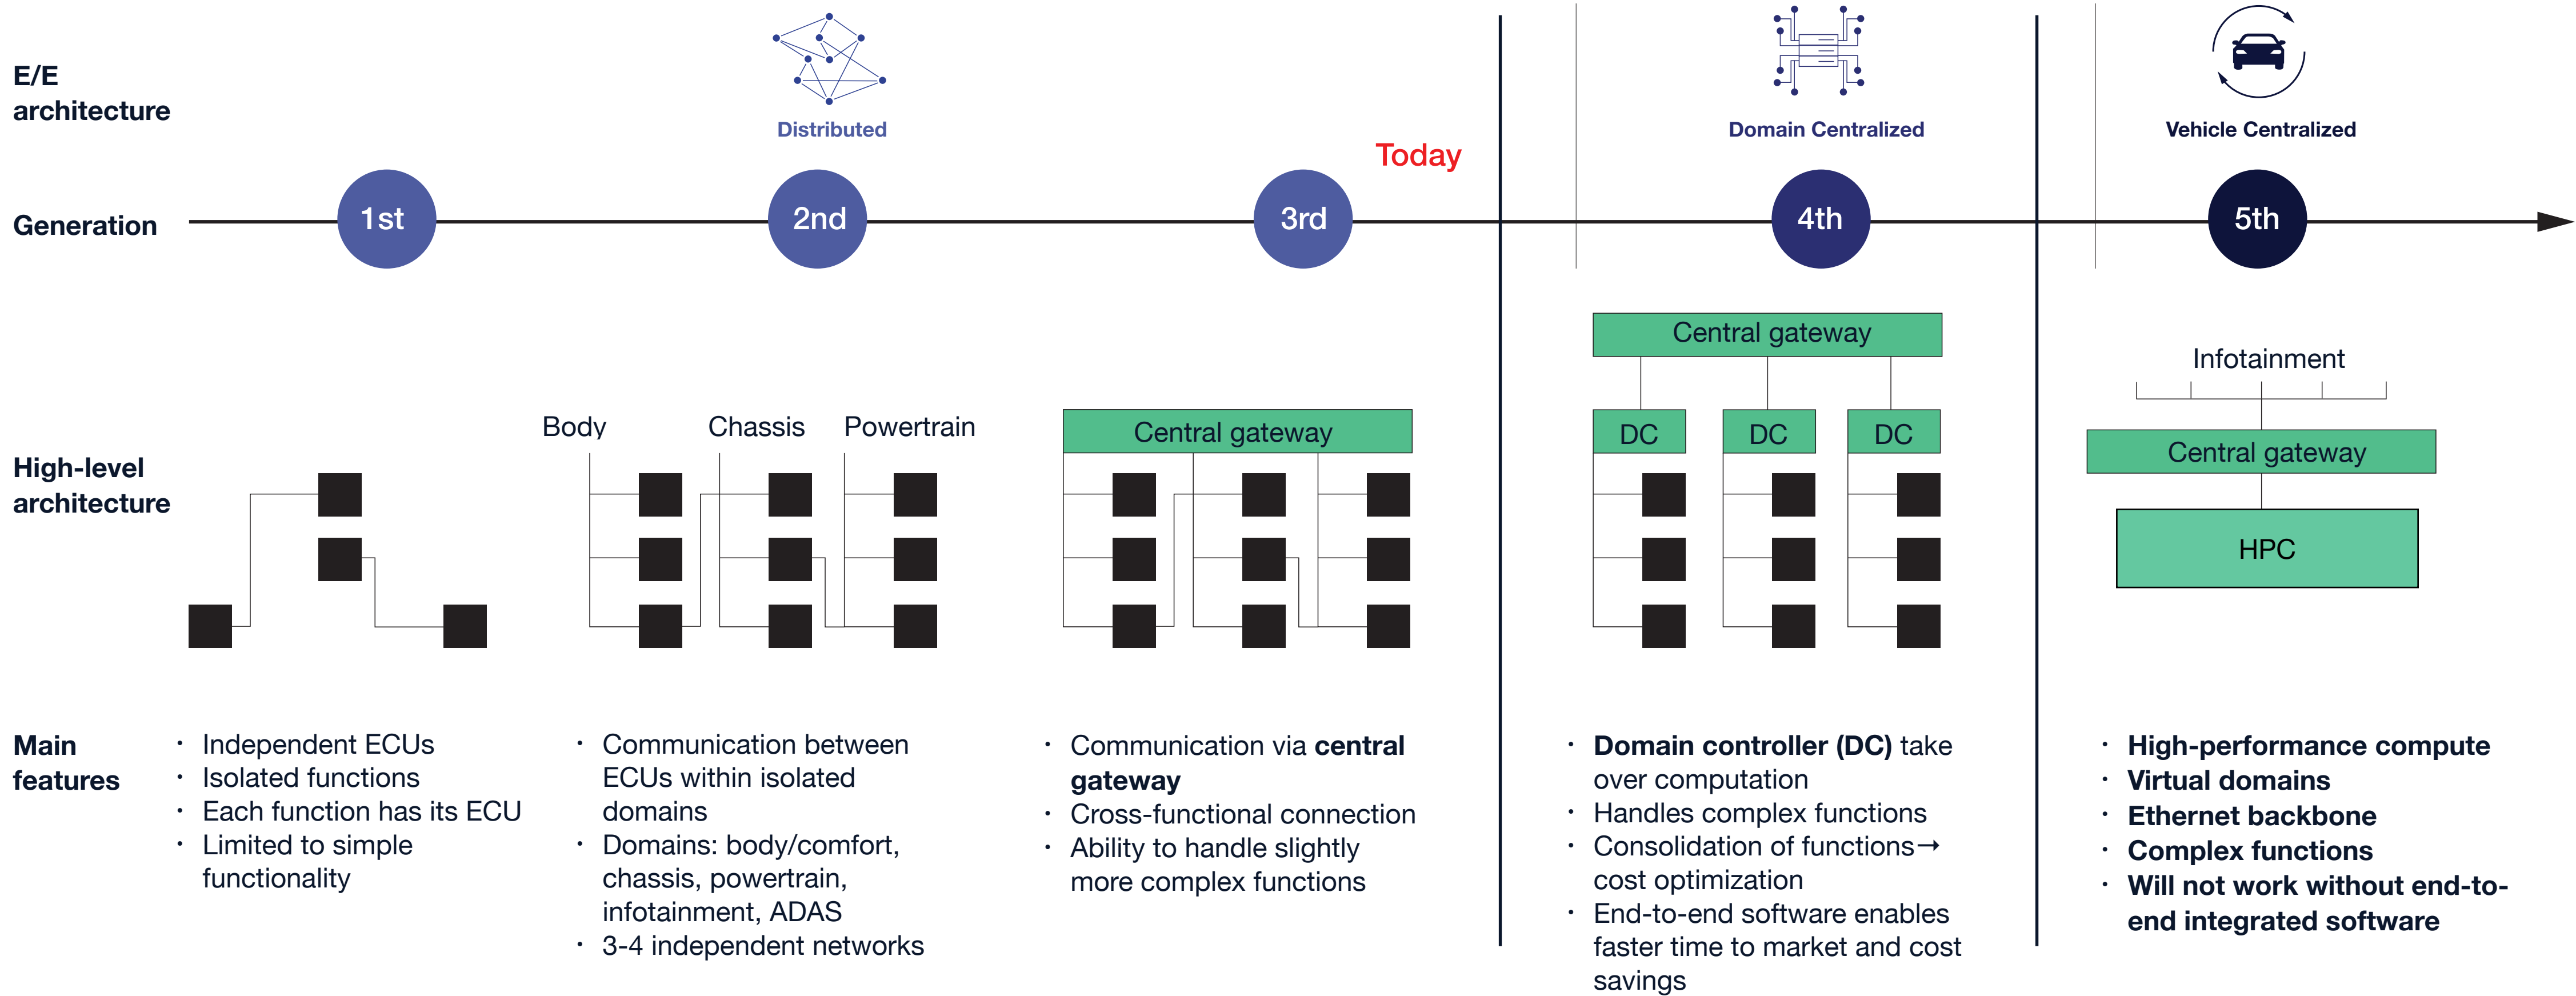 E/E
architecture
Distributed
Domain Centralized
Vehicle Centralized
Today
Generation
1st
2nd
3rd
4th
5th
High-level
architecture
Body
Chassis
Powertrain
Central gateway
Central gateway
DC
DC
DC
Infotainment
Central gateway
HPC
Main
features
• Independent ECUs
• Isolated functions
• Each function has its ECU
• Limited to simple
functionality
• Communication between
ECUs within isolated
domains
• Domains: body/comfort,
chassis, powertrain,
infotainment, ADAS
• 3-4 independent networks
• Communication via central
gateway
• Cross-functional connection
• Ability to handle slightly
more complex functions
• Domain controller (DC) take
over computation
• Handles complex functions
• Consolidation of functions→
cost optimization
• End-to-end software enables
faster time to market and cost
savings
• High-performance compute
• Virtual domains
• Ethernet backbone
• Complex functions
• Will not work without end-to-
end integrated software